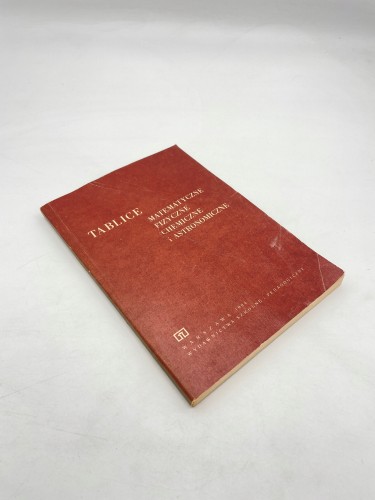 TABLICE
MATEMATYCZNE
FIZYCZNE
CHEMICZNE
i ASTRONOMICZNE
WARSZAWA
WYDAWNICTWA SZKOLNE I PEDAGOGICZNE